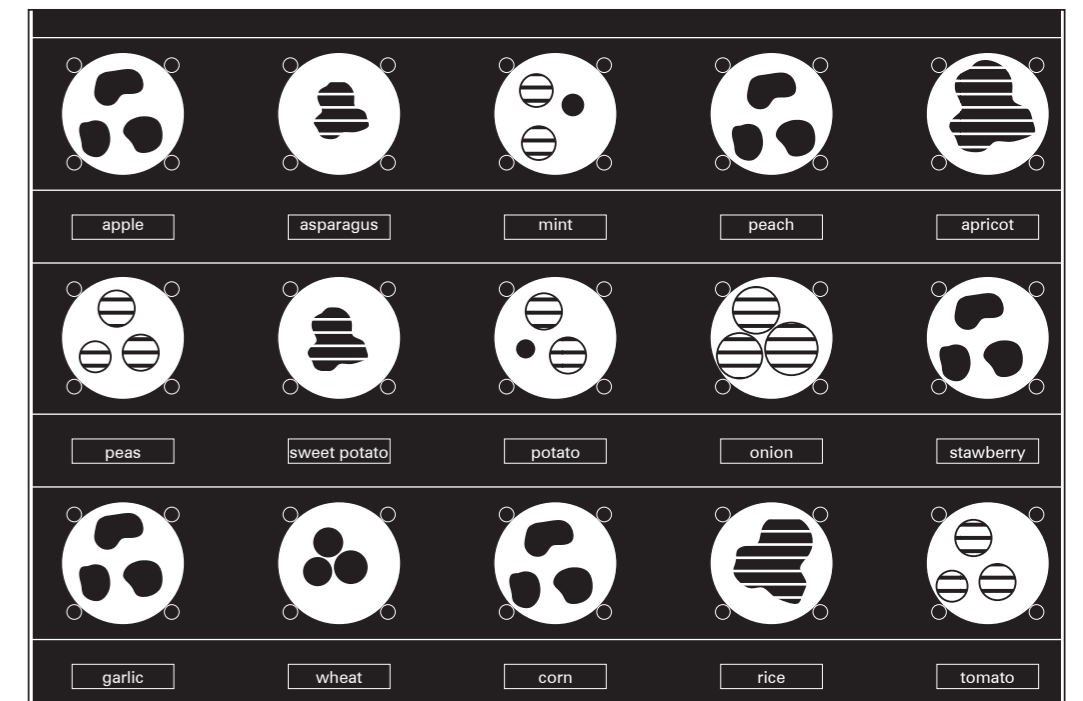 apple asparagus mint peach apricot
peas sweet potato potato onion stawberry
garlic wheat corn rice tomato